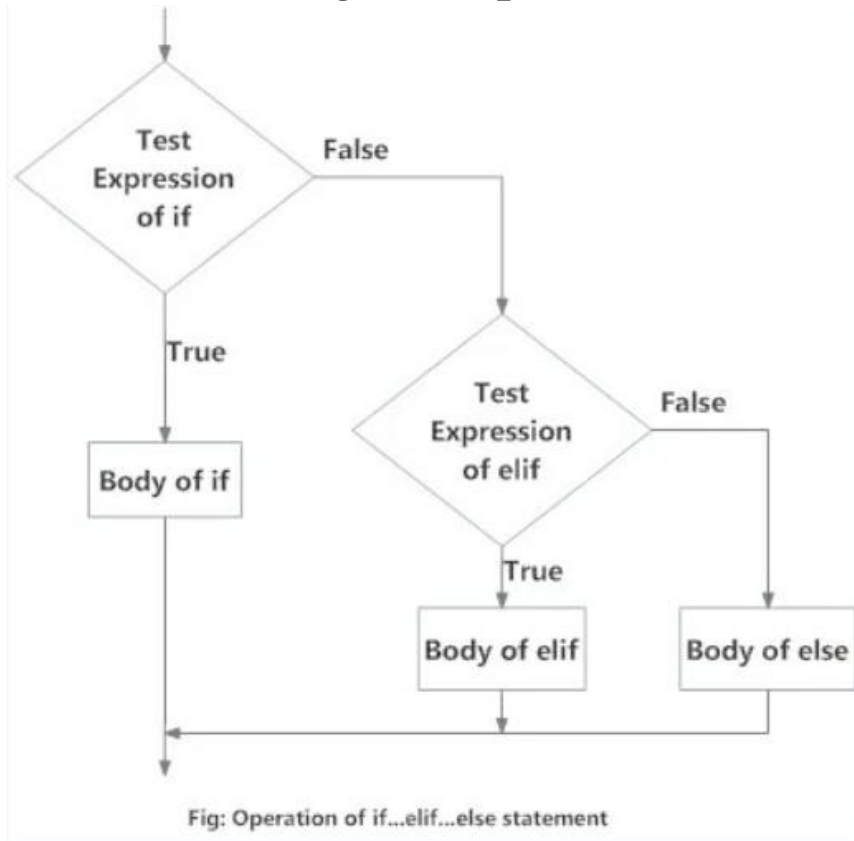 Test
Expression
of if
False
True
Test
Expression
of elif
False
Body of if
True
Body of elif
Body of else
Fig: Operation of if...elif...else statement